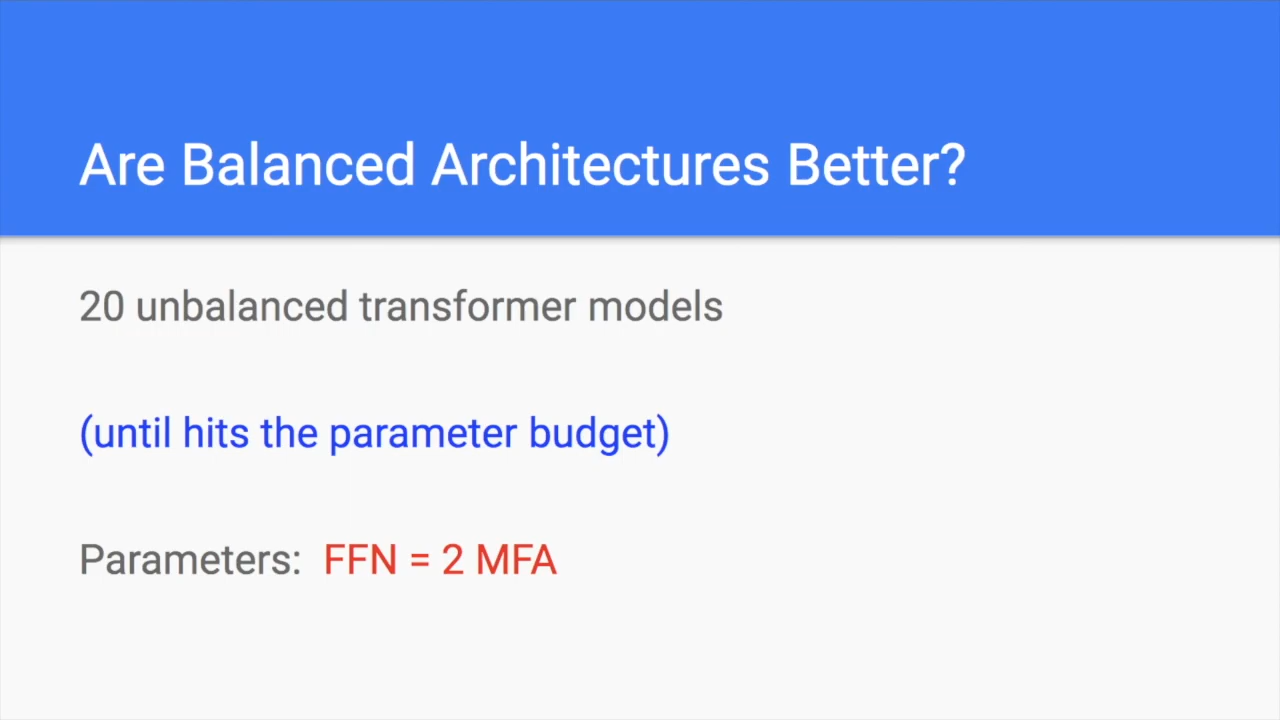 Are Balanced Architectures Better?
20 unbalanced transformer models
(until hits the parameter budget)
Parameters: FFN = 2 MFA